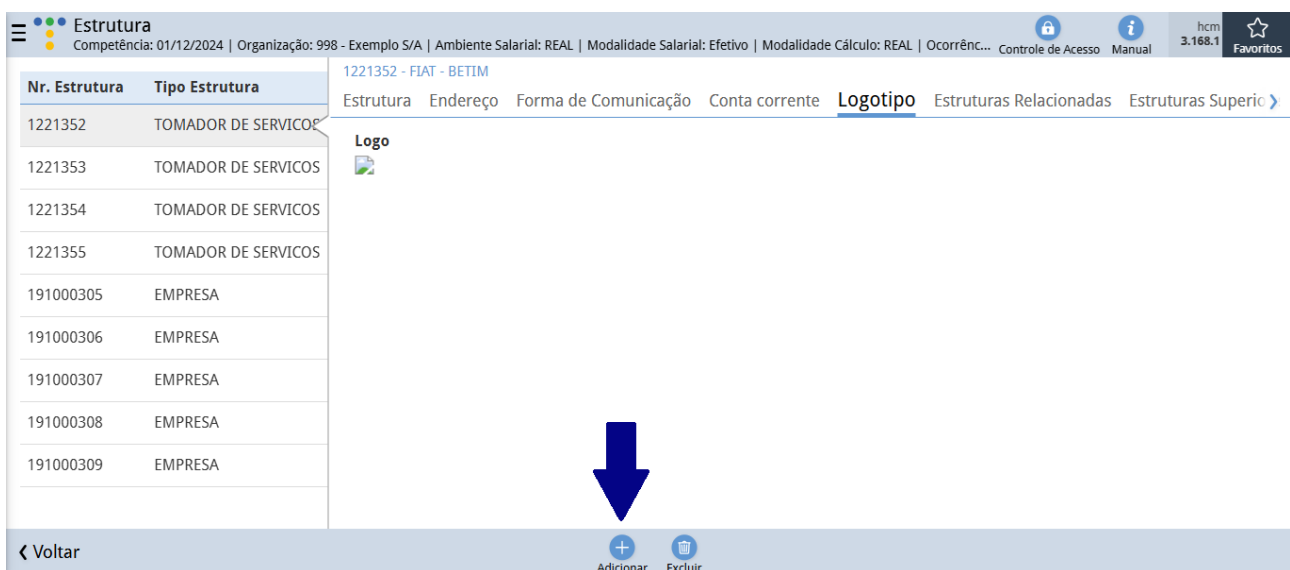 Estrutura
Competência: 01/12/2024 | Organização: 998 - Exemplo S/A | Ambiente Salarial: REAL | Modalidade Salarial: Efetivo | Modalidade Cálculo: REAL | Ocorrênc...
Controle de Acesso
Manual
hcm
3.168.1
Favoritos
Nr. Estrutura Tipo Estrutura
1221352 TOMADOR DE SERVICOS
1221353 TOMADOR DE SERVICOS
1221354 TOMADOR DE SERVICOS
1221355 TOMADOR DE SERVICOS
191000305 EMPRESA
191000306 EMPRESA
191000307 EMPRESA
191000308 EMPRESA
191000309 EMPRESA
1221352 - FIAT - BETIM
Estrutura Endereço Forma de Comunicação Conta corrente Logotipo Estruturas Relacionadas Estruturas Superio
Logo
Voltar
Adicionar Excluir